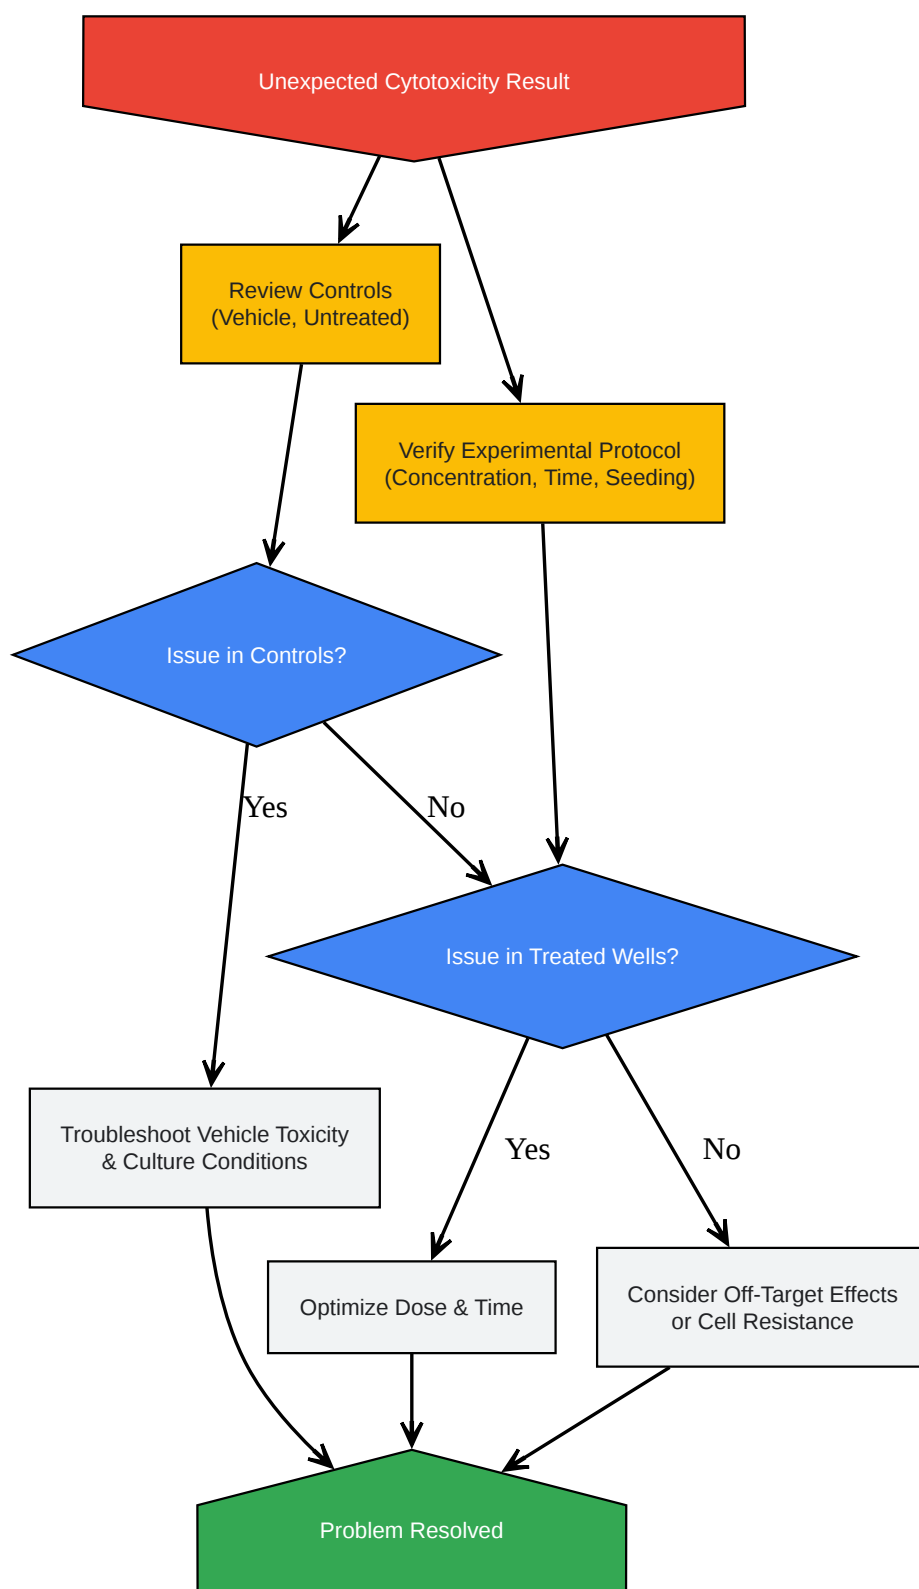 Unexpected Cytotoxicity Result
Review Controls
(Vehicle, Untreated)
Verify Experimental Protocol
(Concentration, Time, Seeding)
Issue in Controls?
Yes
No
Issue in Treated Wells?
Troubleshoot Vehicle Toxicity
& Culture Conditions
Yes
No
Optimize Dose & Time
Consider Off-Target Effects
or Cell Resistance
Problem Resolved